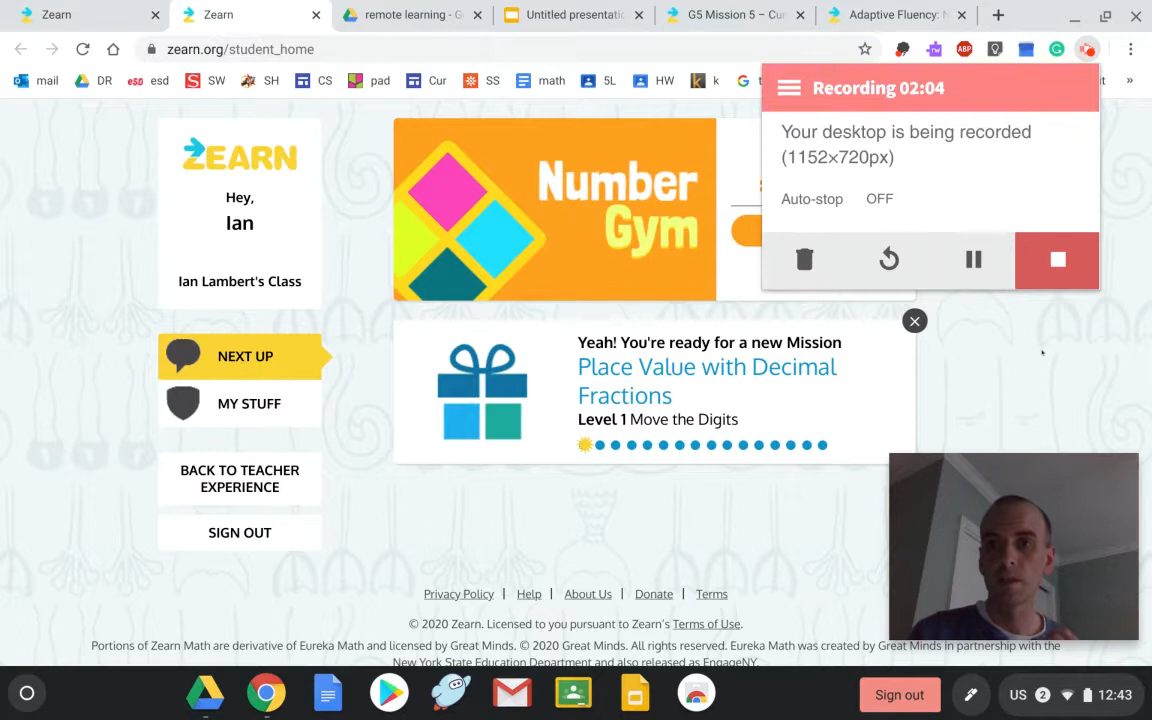 Zearn
Zearn
remote learning - G
Untitled presentatio
G5 Mission 5 – Cur
Adaptive Fluency: N
zearn.org/student_home
ABP
mail
DR
esd
esd
S
SW
SH
CS
pad
Cur
SS
math
5L
HW
k
k
G
t
it
»
Recording 02:04
Your desktop is being recorded
(1152×720px)
Auto-stop OFF
ZEARN
Hey,
Ian
Ian Lambert's Class
NEXT UP
MY STUFF
BACK TO TEACHER
EXPERIENCE
SIGN OUT
Number
Gym
Yeah! You're ready for a new Mission
Place Value with Decimal
Fractions
Level 1 Move the Digits
Privacy Policy | Help | About Us | Donate | Terms
© 2020 Zearn. Licensed to you pursuant to Zearn's Terms of Use.
Portions of Zearn Math are derivative of Eureka Math and licensed by Great Minds. © 2020 Great Minds. All rights reserved. Eureka Math was created by Great Minds in partnership with the
New York State Education Department and also released as EngageNY.
Sign out
US 2 12:43